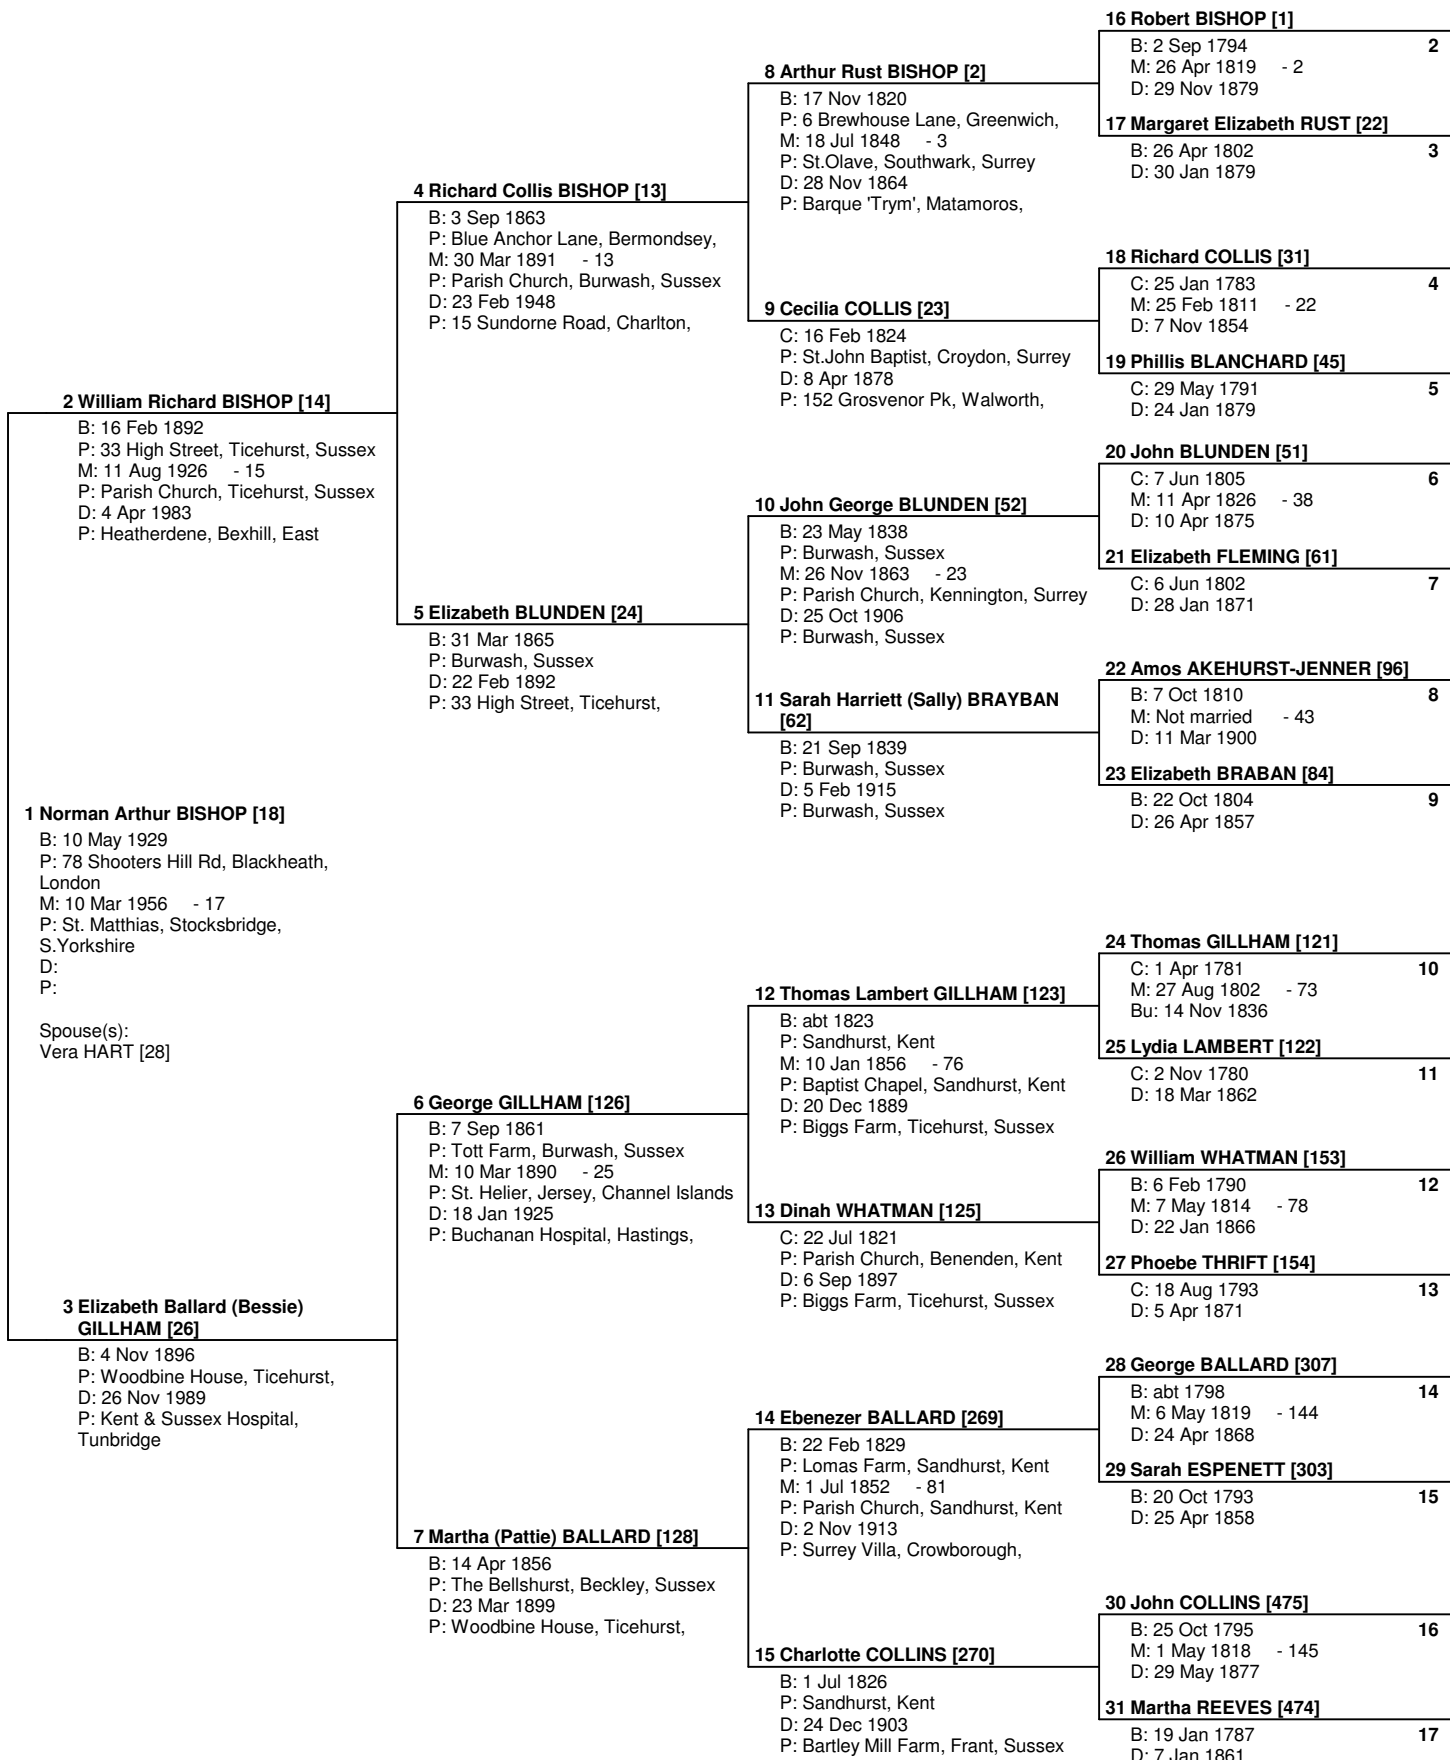 1 Norman Arthur BISHOP [18]
B: 10 May 1929
P: 78 Shooters Hill Rd, Blackheath,
London
M: 10 Mar 1956 - 17
P: St. Matthias, Stocksbridge,
S.Yorkshire
D:
P:
Spouse(s):
Vera HART [28]
2 William Richard BISHOP [14]
B: 16 Feb 1892
P: 33 High Street, Ticehurst, Sussex
M: 11 Aug 1926 - 15
P: Parish Church, Ticehurst, Sussex
D: 4 Apr 1983
P: Heatherdene, Bexhill, East
3 Elizabeth Ballard (Bessie)
GILLHAM [26]
B: 4 Nov 1896
P: Woodbine House, Ticehurst,
D: 26 Nov 1989
P: Kent & Sussex Hospital,
Tunbridge
4 Richard Collis BISHOP [13]
B: 3 Sep 1863
P: Blue Anchor Lane, Bermondsey,
M: 30 Mar 1891 - 13
P: Parish Church, Burwash, Sussex
D: 23 Feb 1948
P: 15 Sundorne Road, Charlton,
5 Elizabeth BLUNDEN [24]
B: 31 Mar 1865
P: Burwash, Sussex
D: 22 Feb 1892
P: 33 High Street, Ticehurst,
6 George GILLHAM [126]
B: 7 Sep 1861
P: Tott Farm, Burwash, Sussex
M: 10 Mar 1890 - 25
P: St. Helier, Jersey, Channel Islands
D: 18 Jan 1925
P: Buchanan Hospital, Hastings,
7 Martha (Pattie) BALLARD [128]
B: 14 Apr 1856
P: The Bellshurst, Beckley, Sussex
D: 23 Mar 1899
P: Woodbine House, Ticehurst,
8 Arthur Rust BISHOP [2]
B: 17 Nov 1820
P: 6 Brewhouse Lane, Greenwich,
M: 18 Jul 1848 - 3
P: St.Olave, Southwark, Surrey
D: 28 Nov 1864
P: Barque 'Trym', Matamoros,
9 Cecilia COLLIS [23]
C: 16 Feb 1824
P: St.John Baptist, Croydon, Surrey
D: 8 Apr 1878
P: 152 Grosvenor Pk, Walworth,
10 John George BLUNDEN [52]
B: 23 May 1838
P: Burwash, Sussex
M: 26 Nov 1863 - 23
P: Parish Church, Kennington, Surrey
D: 25 Oct 1906
P: Burwash, Sussex
11 Sarah Harriett (Sally) BRAYBAN
[62]
B: 21 Sep 1839
P: Burwash, Sussex
D: 5 Feb 1915
P: Burwash, Sussex
12 Thomas Lambert GILLHAM [123]
B: abt 1823
P: Sandhurst, Kent
M: 10 Jan 1856 - 76
P: Baptist Chapel, Sandhurst, Kent
D: 20 Dec 1889
P: Biggs Farm, Ticehurst, Sussex
13 Dinah WHATMAN [125]
C: 22 Jul 1821
P: Parish Church, Benenden, Kent
D: 6 Sep 1897
P: Biggs Farm, Ticehurst, Sussex
14 Ebenezer BALLARD [269]
B: 22 Feb 1829
P: Lomas Farm, Sandhurst, Kent
M: 1 Jul 1852 - 81
P: Parish Church, Sandhurst, Kent
D: 2 Nov 1913
P: Surrey Villa, Crowborough,
15 Charlotte COLLINS [270]
B: 1 Jul 1826
P: Sandhurst, Kent
D: 24 Dec 1903
P: Bartley Mill Farm, Frant, Sussex
16 Robert BISHOP [1]
B: 2 Sep 1794 2
M: 26 Apr 1819 - 2
D: 29 Nov 1879
17 Margaret Elizabeth RUST [22]
B: 26 Apr 1802 3
D: 30 Jan 1879
18 Richard COLLIS [31]
C: 25 Jan 1783 4
M: 25 Feb 1811 - 22
D: 7 Nov 1854
19 Phillis BLANCHARD [45]
C: 29 May 1791 5
D: 24 Jan 1879
20 John BLUNDEN [51]
C: 7 Jun 1805 6
M: 11 Apr 1826 - 38
D: 10 Apr 1875
21 Elizabeth FLEMING [61]
C: 6 Jun 1802 7
D: 28 Jan 1871
22 Amos AKEHURST-JENNER [96]
B: 7 Oct 1810 8
M: Not married - 43
D: 11 Mar 1900
23 Elizabeth BRABAN [84]
B: 22 Oct 1804 9
D: 26 Apr 1857
24 Thomas GILLHAM [121]
C: 1 Apr 1781 10
M: 27 Aug 1802 - 73
Bu: 14 Nov 1836
25 Lydia LAMBERT [122]
C: 2 Nov 1780 11
D: 18 Mar 1862
26 William WHATMAN [153]
B: 6 Feb 1790 12
M: 7 May 1814 - 78
D: 22 Jan 1866
27 Phoebe THRIFT [154]
C: 18 Aug 1793 13
D: 5 Apr 1871
28 George BALLARD [307]
B: abt 1798 14
M: 6 May 1819 - 144
D: 24 Apr 1868
29 Sarah ESPENETT [303]
B: 20 Oct 1793 15
D: 25 Apr 1858
30 John COLLINS [475]
B: 25 Oct 1795 16
M: 1 May 1818 - 145
D: 29 May 1877
31 Martha REEVES [474]
B: 19 Jan 1787 17
D: 7 Jan 1861